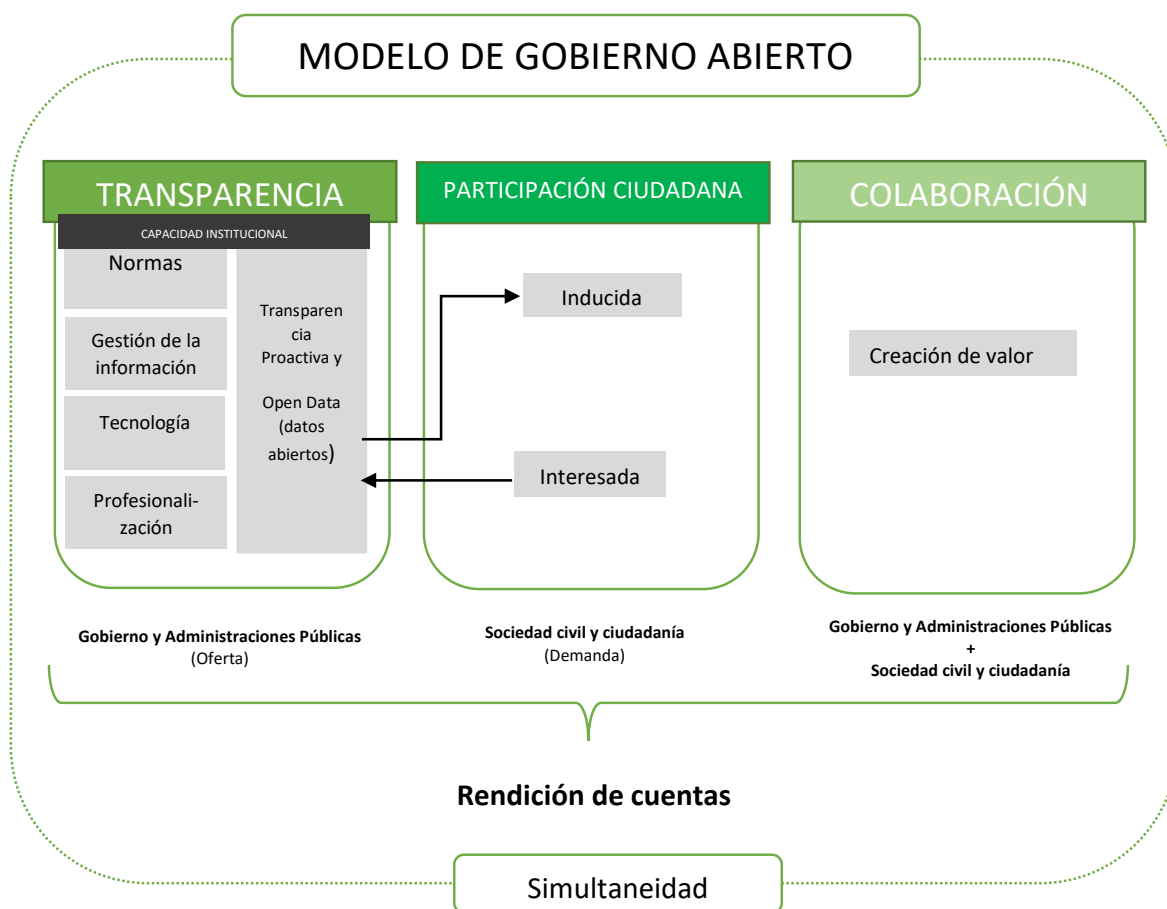 MODELO DE GOBIERNO ABIERTO
TRANSPARENCIA
CAPACIDAD INSTITUCIONAL
Normas
Gestión de la
información
Tecnología
Profesionali-
zación
Transparen
cia
Proactiva y
Open Data
(datos
abiertos)
Gobierno y Administraciones Públicas
(Oferta)
PARTICIPACIÓN CIUDADANA
Inducida
Interesada
Sociedad civil y ciudadanía
(Demanda)
COLABORACIÓN
Creación de valor
Gobierno y Administraciones Públicas
+
Sociedad civil y ciudadanía
Rendición de cuentas
Simultaneidad